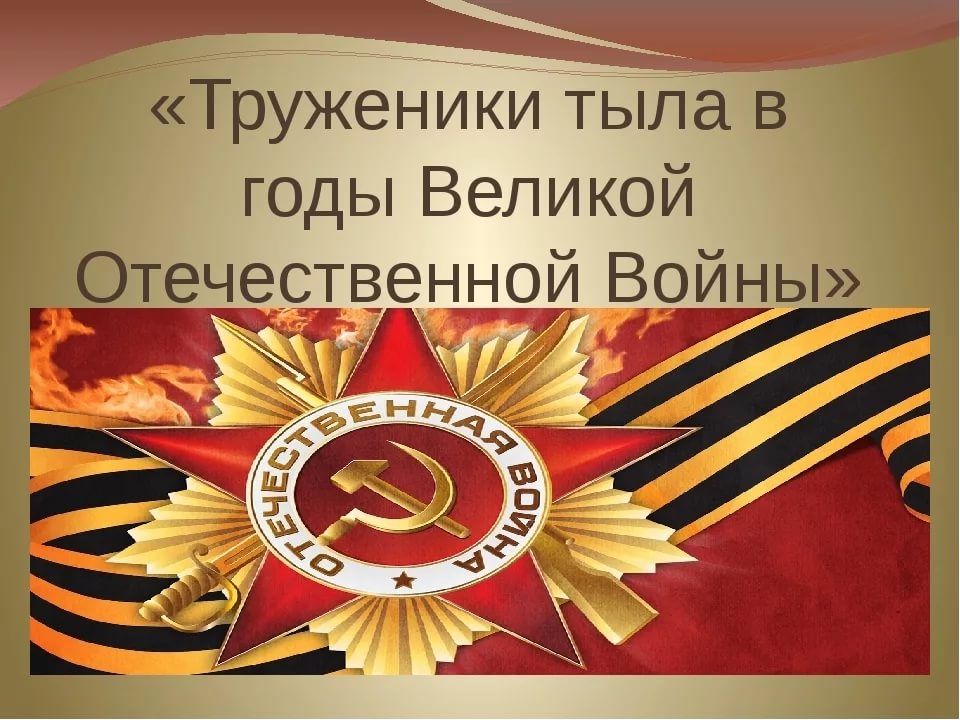 «Труженики тыла в
годы Великой
Отечественной Войны»
ОТЕЧЕСТВЕННАЯ ВОЙНА